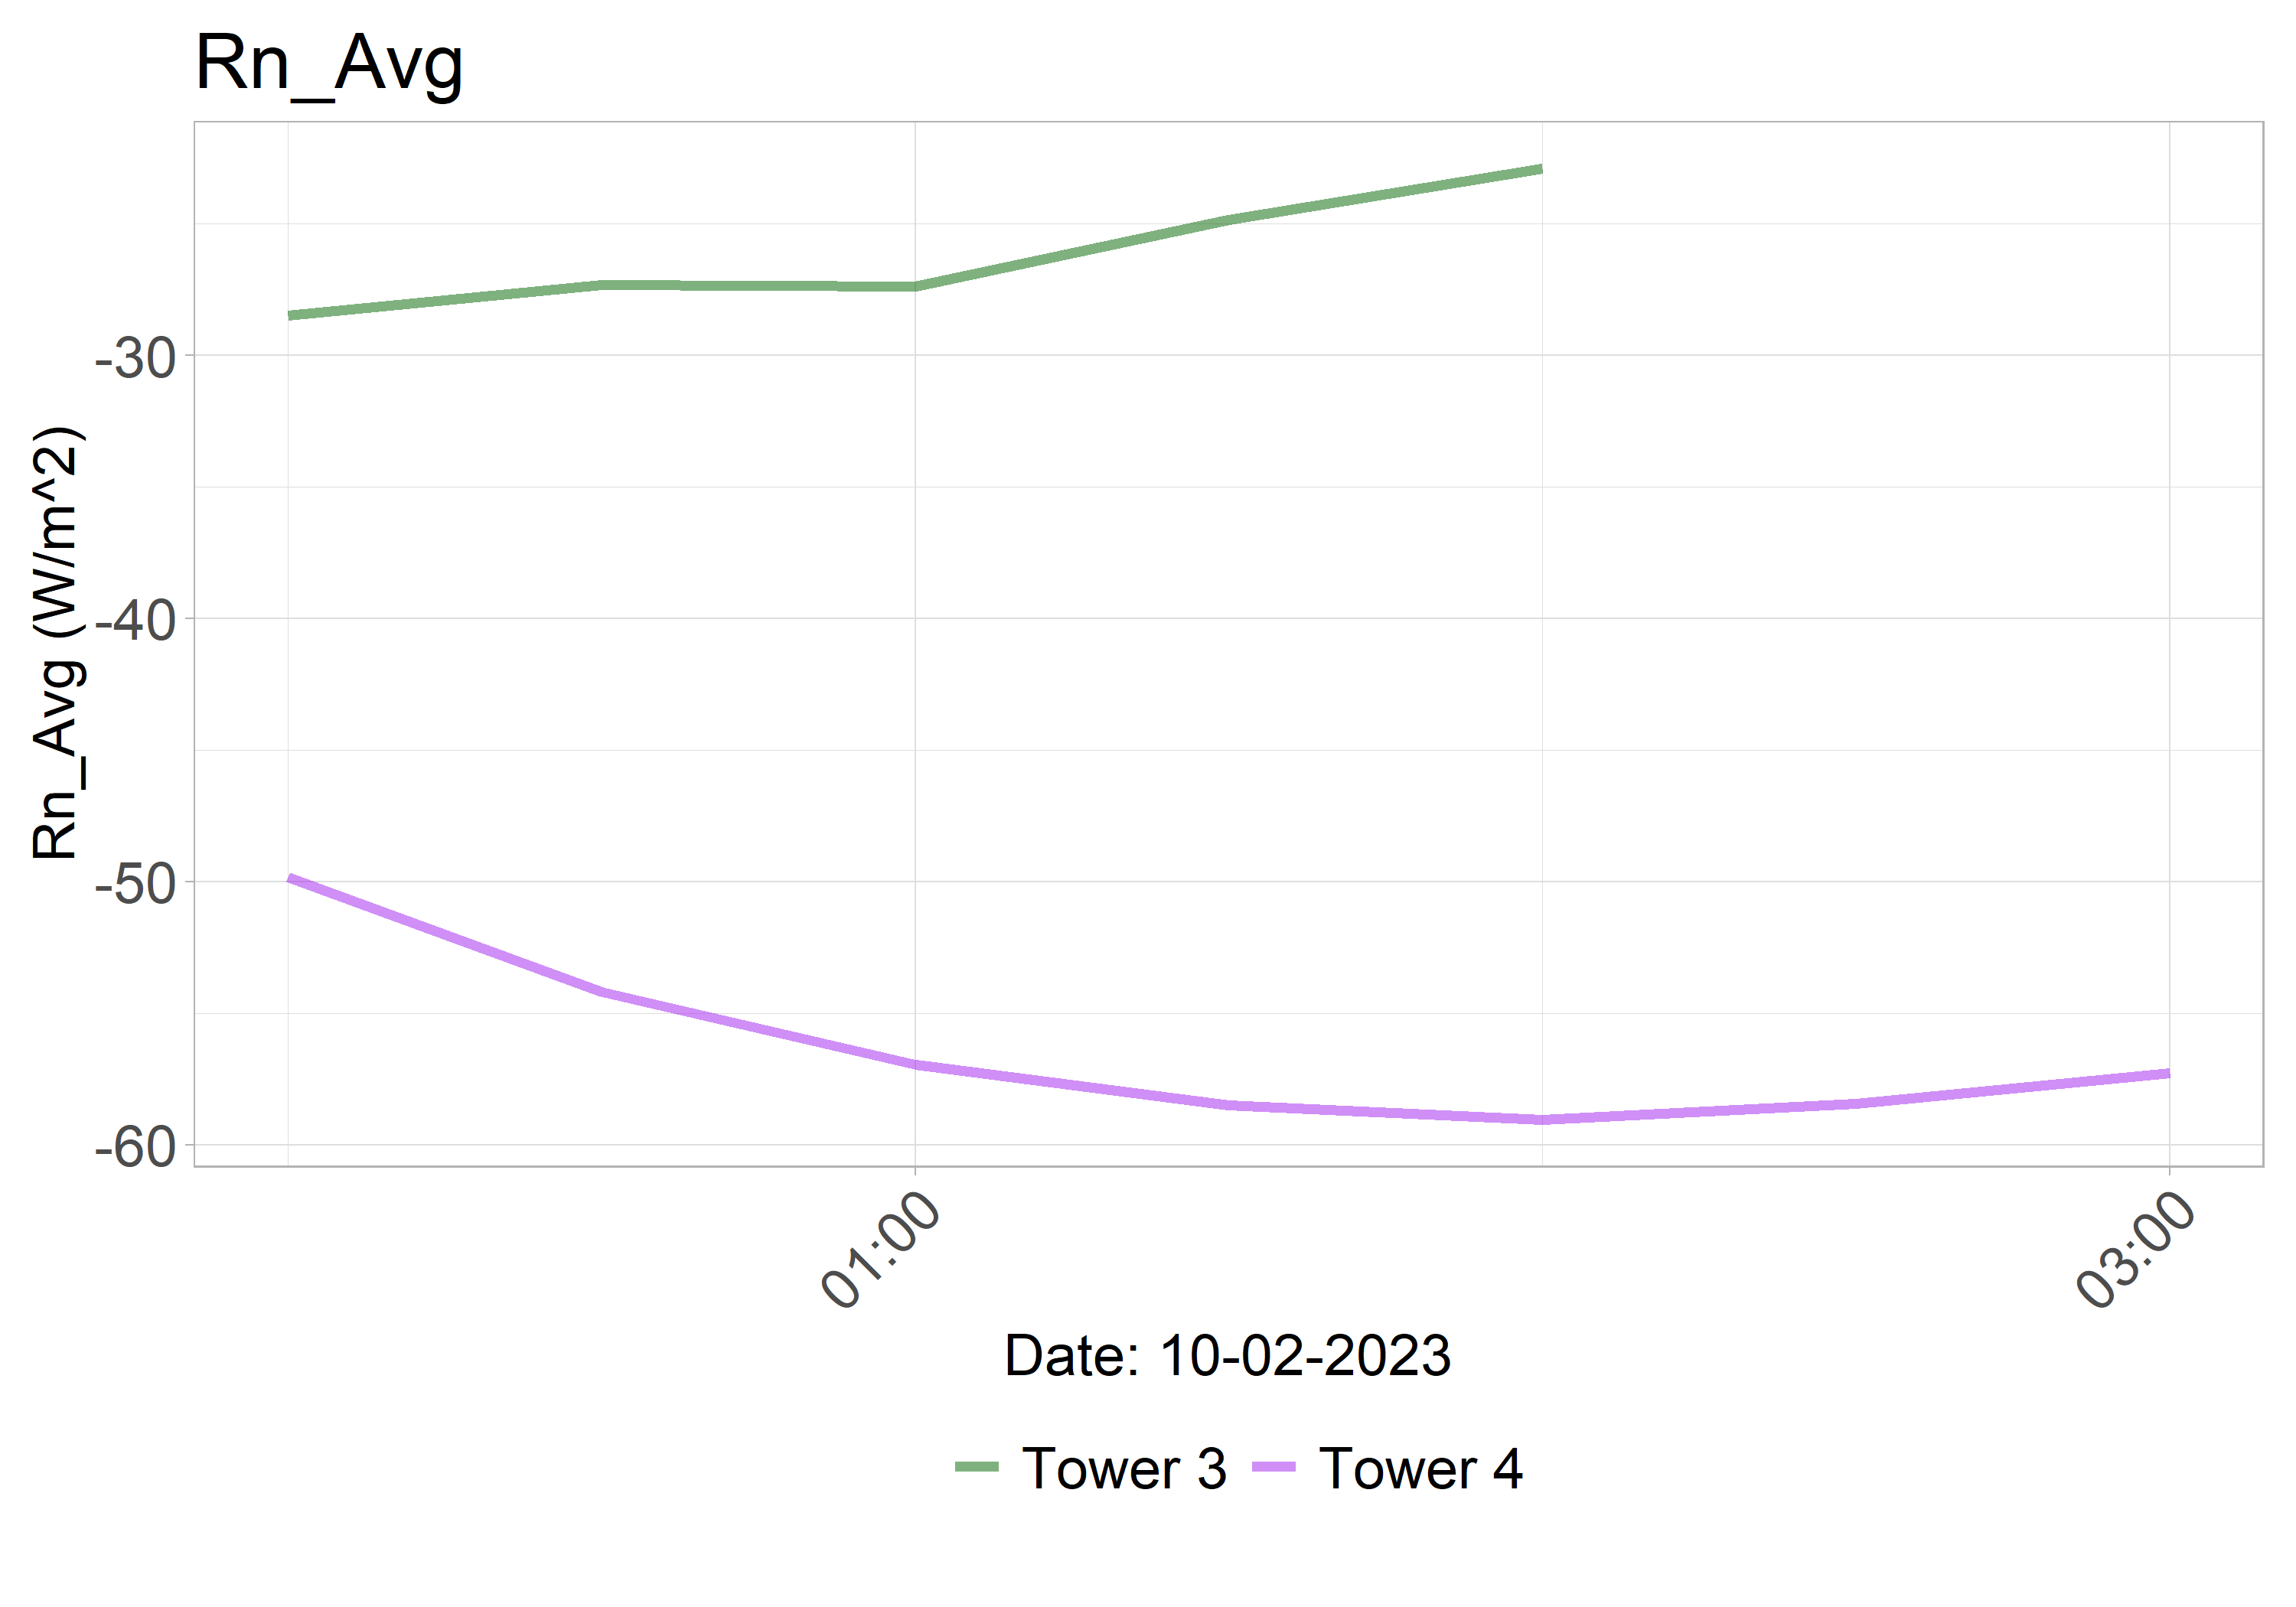 Rn_Avg
Rn_Avg (W/m^2)
-30
-40
-50
-60
01:00
03:00
Date: 10-02-2023
Tower 3
Tower 4